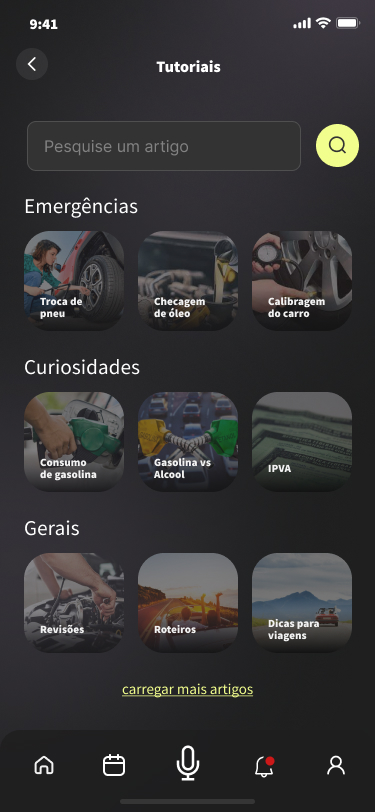 9:41
Tutoriais
Pesquise um artigo
Emergências
Troca de
pneu
Checagem
de óleo
Calibragem
do carro
Curiosidades
Consumo
de gasolina
Gasolina vs
Alcool
IPVA
Gerais
Revisões
Roteiros
Dicas para
viagens
carregar mais artigos